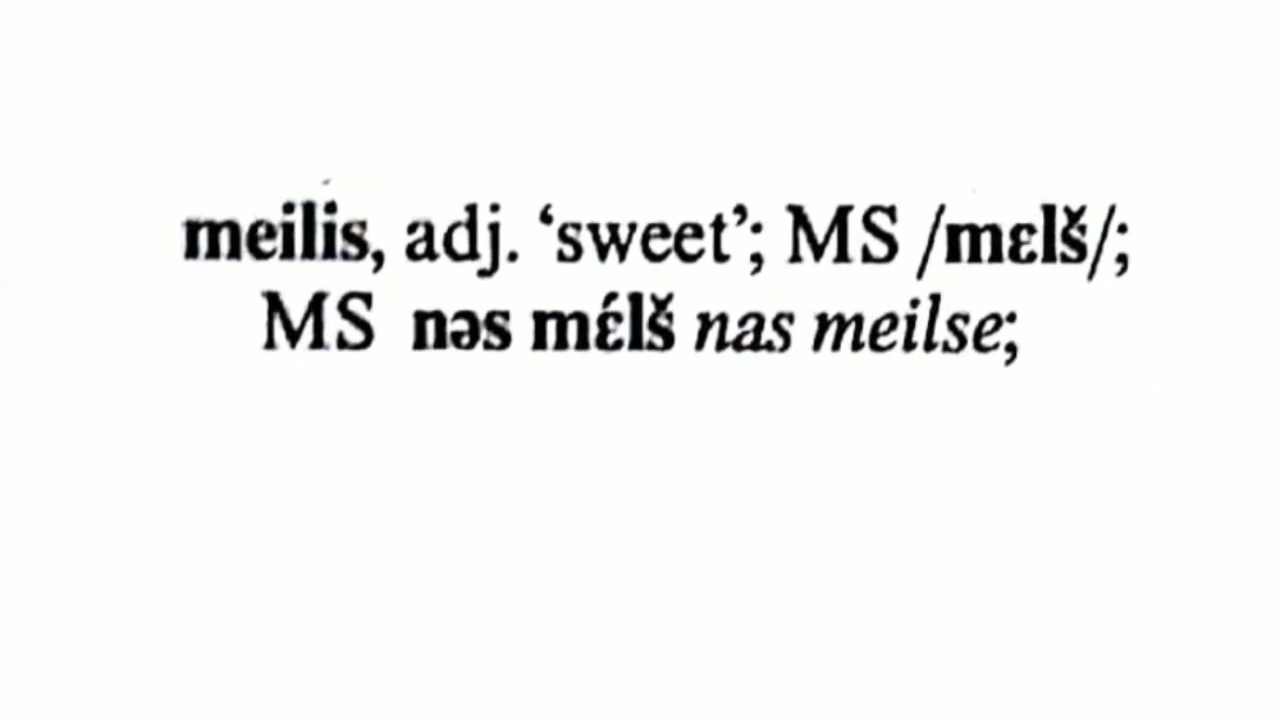 meilis, adj. ‘sweet’; MS /mɛlš/;
MS nəs mɛ́lš nas meilse;